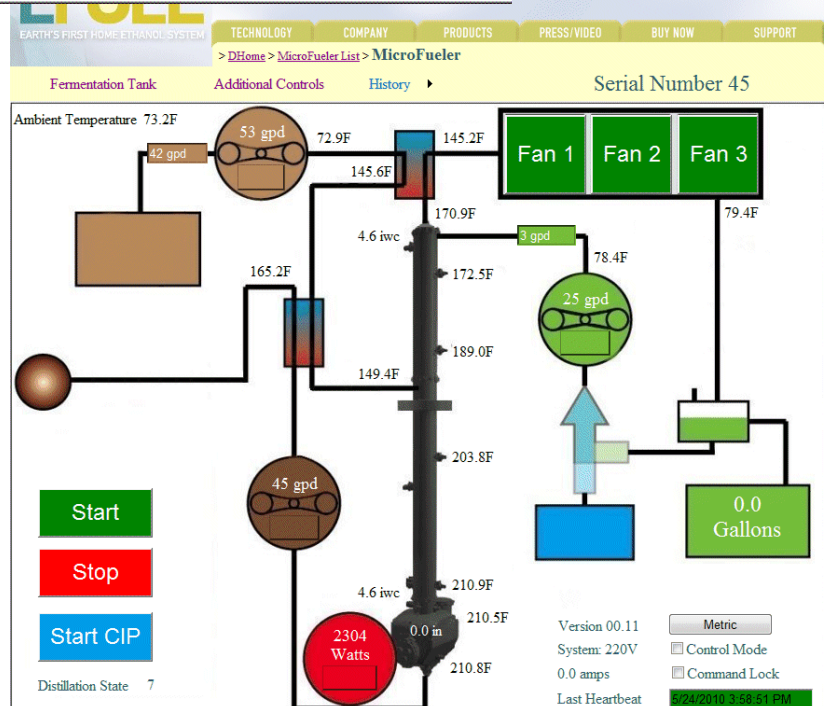 EARTH'S FIRST HOME ETHANOL SYSTEM
TECHNOLOGY COMPANY PRODUCTS PRESS/VIDEO BUY NOW SUPPORT
> DHome > MicroFueler List > MicroFueler
Fermentation Tank Additional Controls History Serial Number 45
Ambient Temperature 73.2F
53 gpd
42 gpd
72.9F
145.2F
145.6F
Fan 1 Fan 2 Fan 3
170.9F
79.4F
4.6 iwc
3 gpd
78.4F
165.2F
172.5F
25 gpd
189.0F
149.4F
203.8F
45 gpd
0.0
Gallons
Start
Stop
Start CIP
Distillation State 7
210.9F
4.6 iwc
210.5F
0.0 in
2304
Watts
210.8F
Version 00.11 Metric
System: 220V Control Mode
0.0 amps Command Lock
Last Heartbeat 5/24/2010 3:58:51 PM